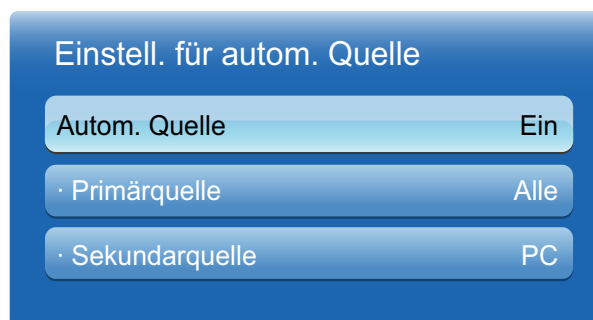 Einstell. für autom. Quelle
Autom. Quelle Ein
· Primärquelle Alle
· Sekundarquelle PC